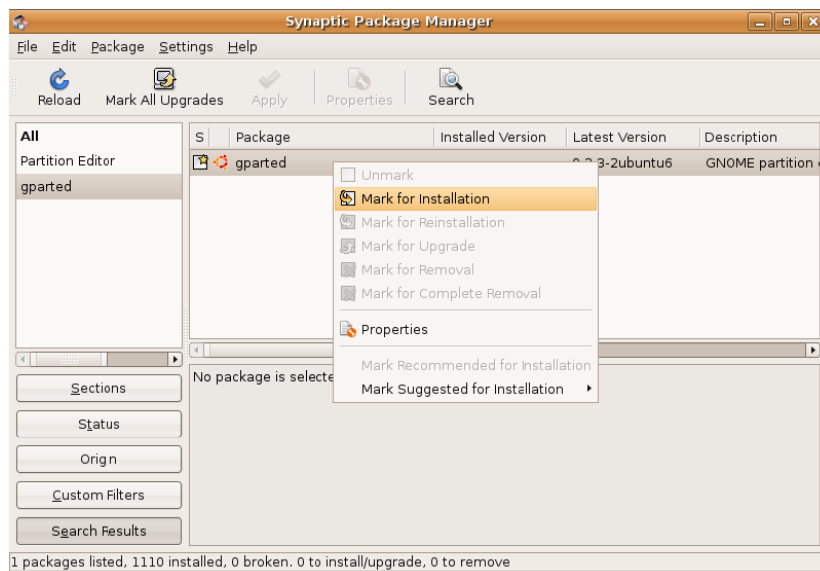 Synaptic Package Manager
File Edit Package Settings Help
Reload Mark All Upgrades Apply Properties Search
All
Partition Editor
gparted
S Package Installed Version Latest Version Description
gparted 0.2.3-2ubuntu6 GNOME partition
Unmark
Mark for Installation
Mark for Reinstallation
Mark for Upgrade
Mark for Removal
Mark for Complete Removal
Properties
Mark Recommended for Installation
Mark Suggested for Installation
No package is selecte
Sections
Status
Orign
Custom Filters
Search Results
1 packages listed, 1110 installed, 0 broken. 0 to install/upgrade, 0 to remove